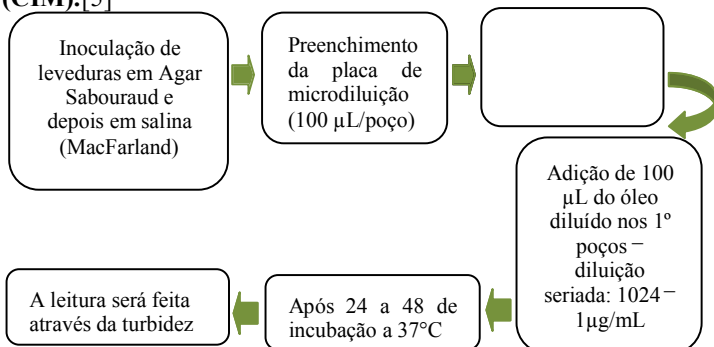 (CIM).[5]
Inoculação de
leveduras em Agar
Sabouraud e
depois em salina
(MacFarland)
Preenchimento
da placa de
microdiluição
(100 µL/poço)
Adição de 100
µL do óleo
diluído nos 1º
poços –
diluição
seriada: 1024–
1µg/mL
Após 24 a 48 de
incubação a 37°C
A leitura será feita
através da turbidez